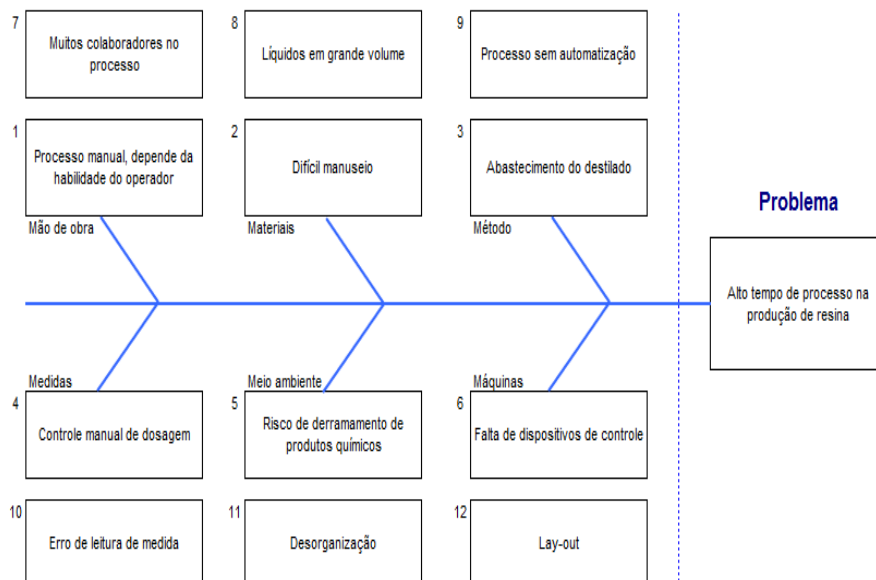 7
Muitos colaboradores no
processo
8
Líquidos em grande volume
9
Processo sem automatização
1
Processo manual, depende da
habilidade do operador
2
Difícil manuseio
3
Abastecimento do destilado
Mão de obra
Materiais
Método
Problema
Alto tempo de processo na
produção de resina
Medidas
Meio ambiente
Máquinas
4
Controle manual de dosagem
5
Risco de derramamento de
produtos químicos
6
Falta de dispositivos de controle
10
Erro de leitura de medida
11
Desorganização
12
Lay-out